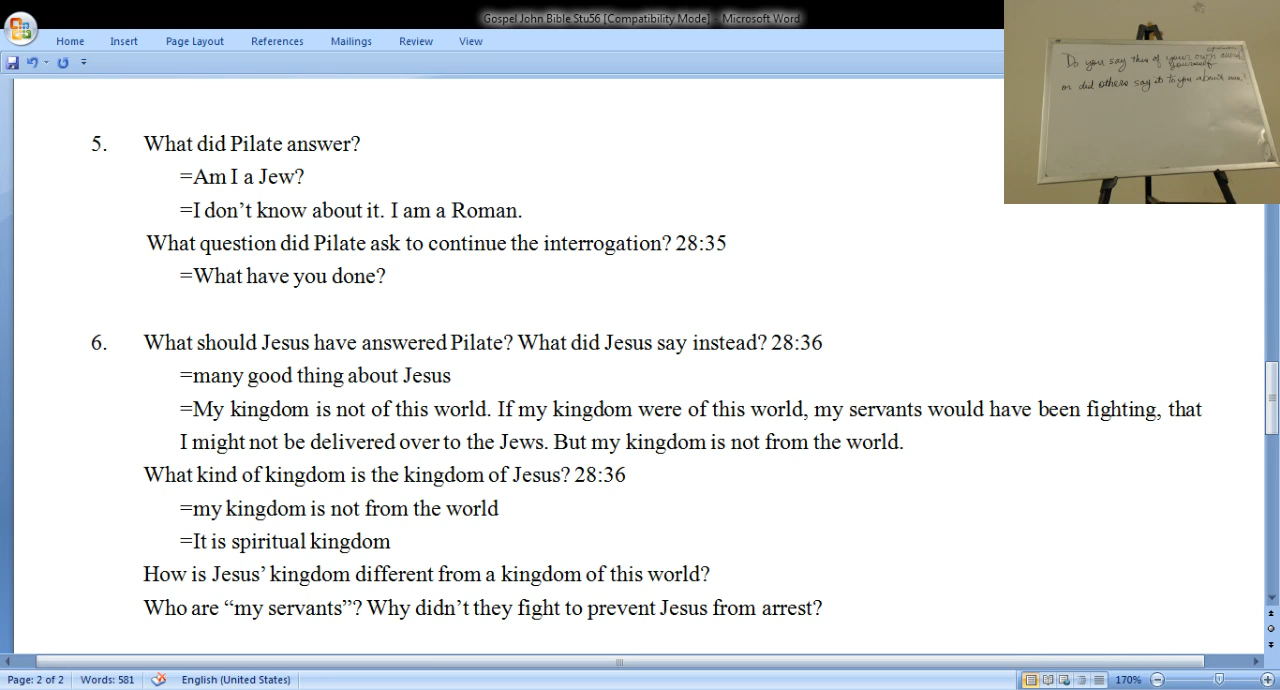 Gospel John Bible Stu56 [Compatibility Mode] - Microsoft Word
Home Insert Page Layout References Mailings Review View
5. What did Pilate answer?
=Am I a Jew?
=I don’t know about it. I am a Roman.
What question did Pilate ask to continue the interrogation? 28:35
=What have you done?
6. What should Jesus have answered Pilate? What did Jesus say instead? 28:36
=many good thing about Jesus
=My kingdom is not of this world. If my kingdom were of this world, my servants would have been fighting, that
I might not be delivered over to the Jews. But my kingdom is not from the world.
What kind of kingdom is the kingdom of Jesus? 28:36
=my kingdom is not from the world
=It is spiritual kingdom
How is Jesus’ kingdom different from a kingdom of this world?
Who are “my servants”? Why didn’t they fight to prevent Jesus from arrest?
Page: 2 of 2 Words: 581 English (United States) 170%
Do you say this of your own
yourself
or did others say it to you about me.